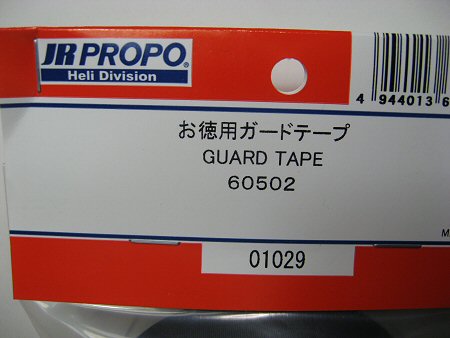 JR PROPO®
Heli Division
4 944013 6
お徳用ガードテープ
GUARD TAPE
60502
M
01029